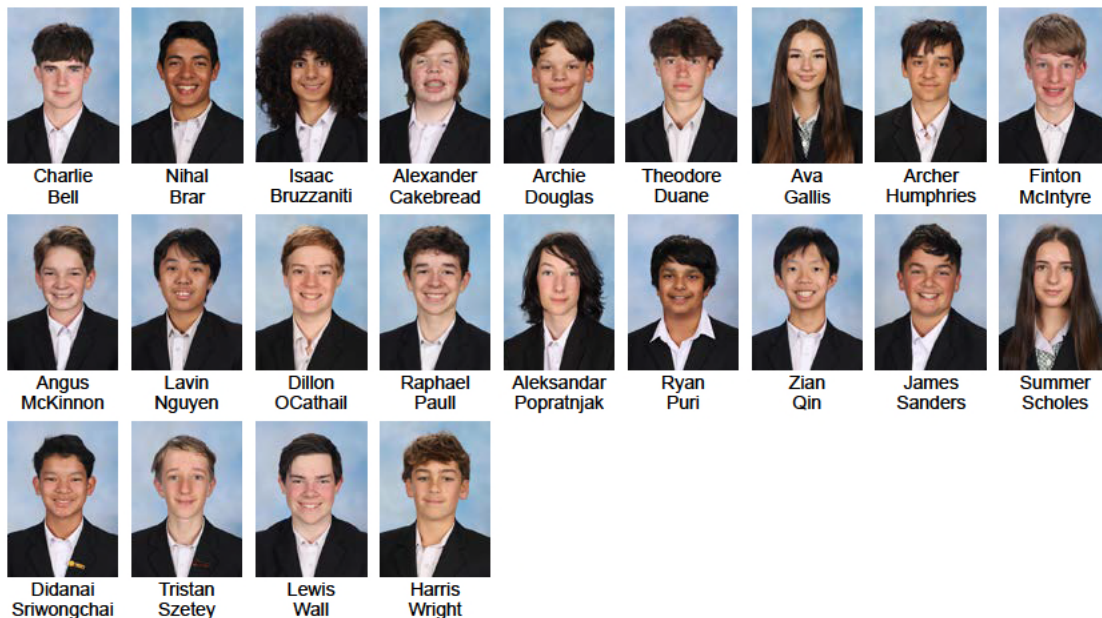 Charlie Nihal Isaac Alexander Archie Theodore Ava Archer Finton
Bell Brar Bruzzaniti Cakebread Douglas Duane Gallis Humphries McIntyre
Angus Lavin Dillon Raphael Aleksandar Ryan Zian James Summer
McKinnon Nguyen OCathail Paull Popratnjak Puri Qin Sanders Scholes
Didanai Tristan Lewis Harris
Sriwongchai Szetey Wall Wright